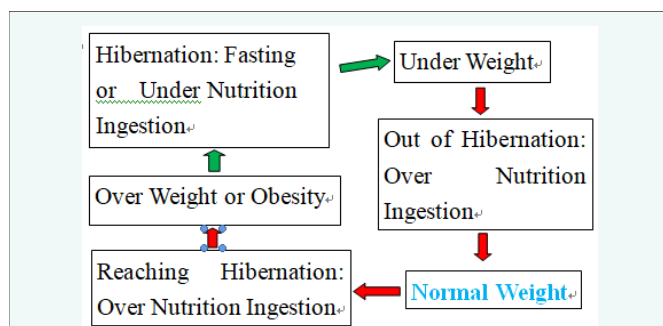 Hibernation: Fasting
or Under Nutrition
Ingestion
Under Weight
Out of Hibernation:
Over Nutrition
Ingestion
Normal Weight
Reaching Hibernation:
Over Nutrition Ingestion
Over Weight or Obesity